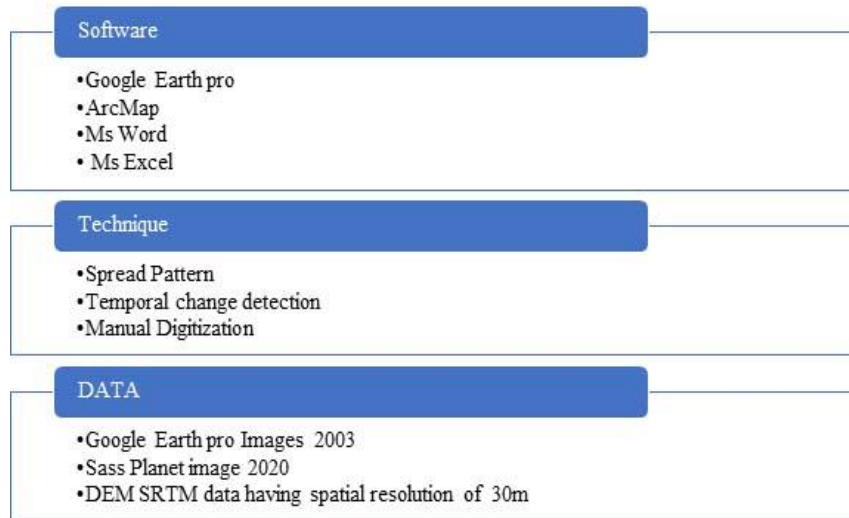 Software
•Google Earth pro
•ArcMap
•Ms Word
• Ms Excel
Technique
•Spread Pattern
•Temporal change detection
•Manual Digitization
DATA
•Google Earth pro Images 2003
•Sass Planet image 2020
•DEM SRTM data having spatial resolution of 30m